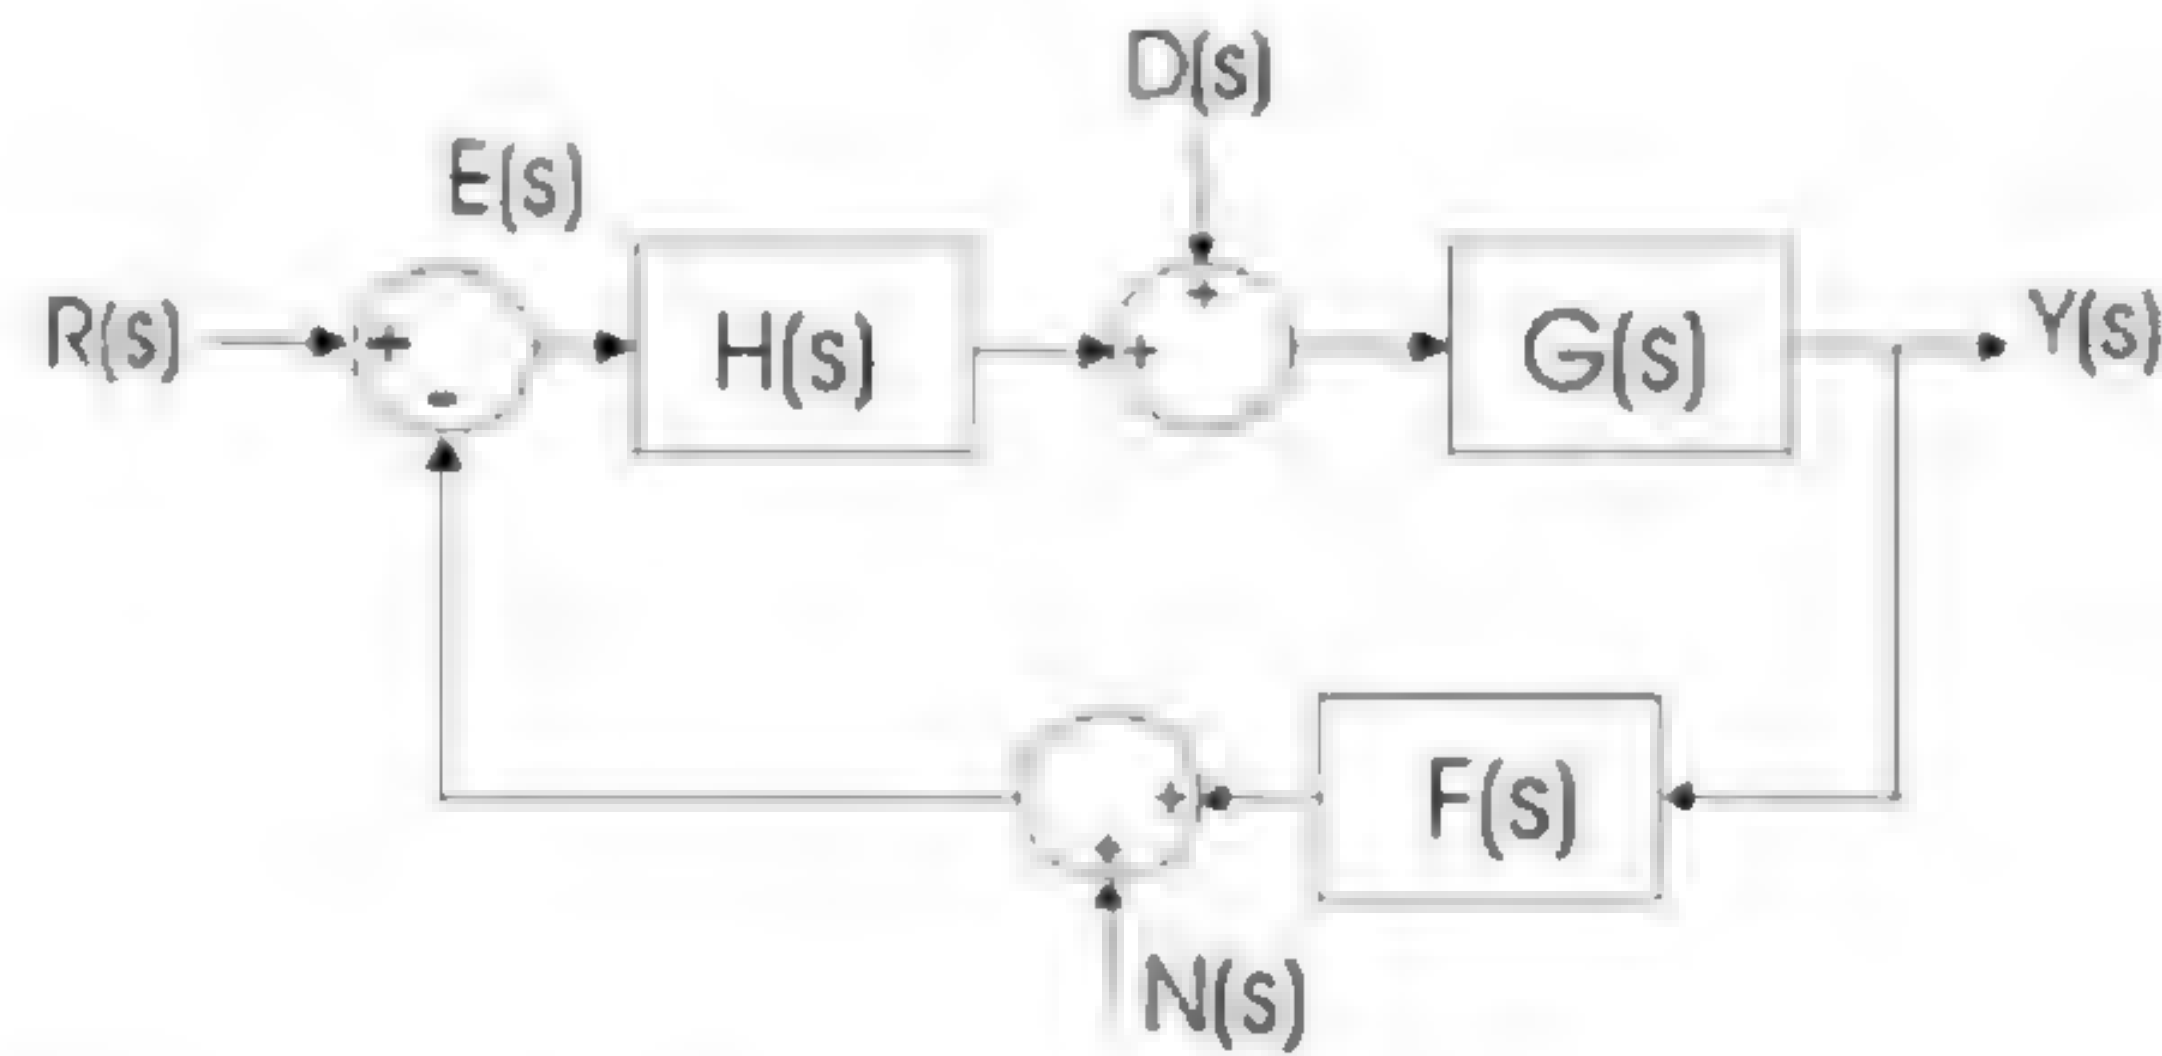 D(s)
E(s)
R(s)
+
-
H(s)
+
+
G(s)
Y(s)
+
+
F(s)
N(s)